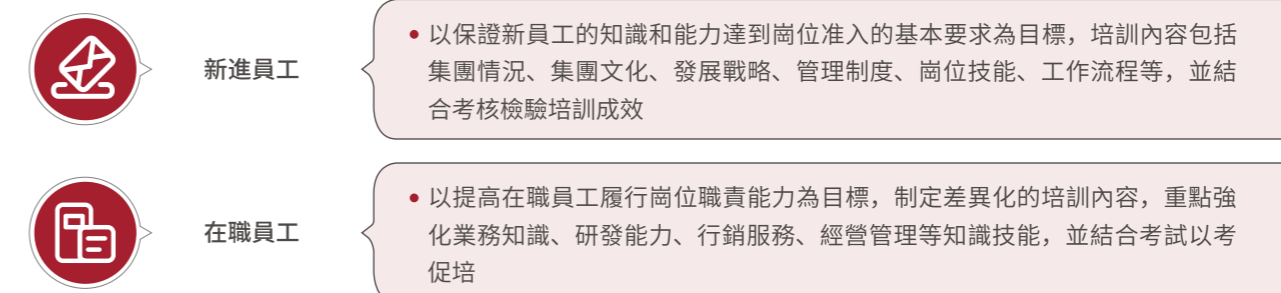 新進員工
• 以保證新員工的知識和能力達到崗位准入的基本要求為目標，培訓內容包括
集團情況、集團文化、發展戰略、管理制度、崗位技能、工作流程等，並結
合考核檢驗培訓成效
在職員工
• 以提高在職員工履行崗位職責能力為目標，制定差異化的培訓內容，重點強
化業務知識、研發能力、行銷服務、經營管理等知識技能，並結合考試以考
促培